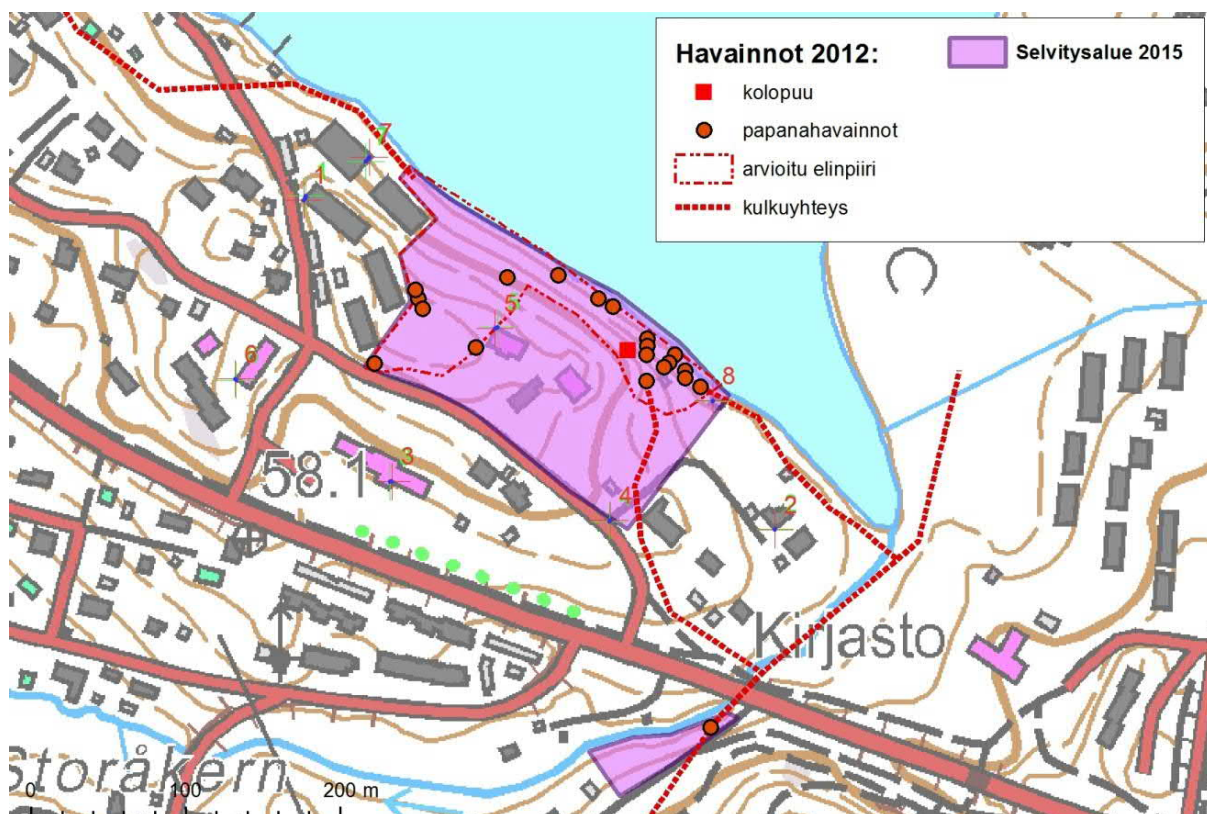 Havainnot 2012:
Selvitysalue 2015
kolopuu
papanahavainnot
arvioitu elinpiiri
kulkuyhteys
7
1
5
6
8
3
58.1
4
2
Kirjasto
Storåkern
0 100 200 m